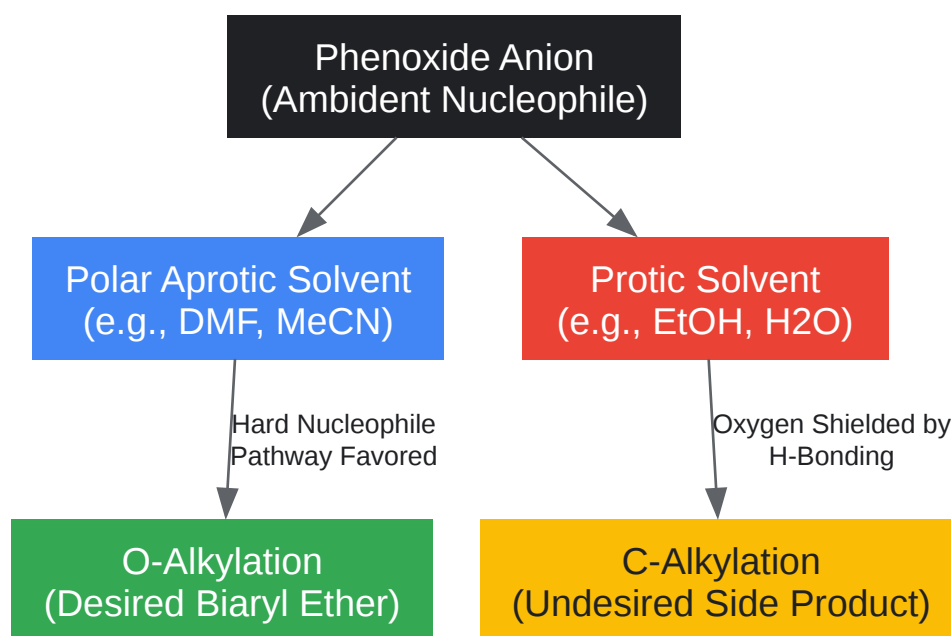 Phenoxide Anion
(Ambident Nucleophile)
Polar Aprotic Solvent
(e.g., DMF, MeCN)
Protic Solvent
(e.g., EtOH, H2O)
Hard Nucleophile
Pathway Favored
Oxygen Shielded by
H-Bonding
O-Alkylation
(Desired Biaryl Ether)
C-Alkylation
(Undesired Side Product)